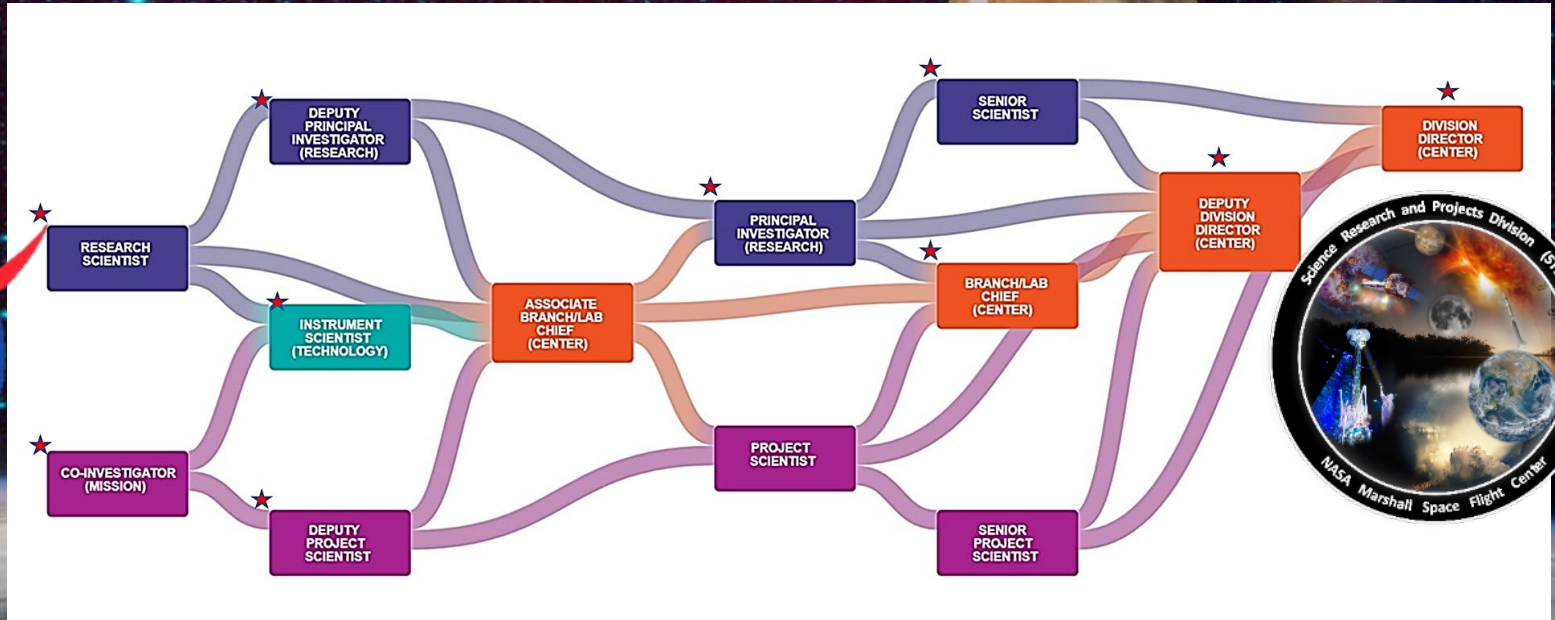 SENIOR
SCIENTIST
DEPUTY
PRINCIPAL
INVESTIGATOR
(RESEARCH)
DIVISION
DIRECTOR
(CENTER)
RESEARCH
SCIENTIST
PRINCIPAL
INVESTIGATOR
(RESEARCH)
DEPUTY
DIVISION
DIRECTOR
(CENTER)
INSTRUMENT
SCIENTIST
(TECHNOLOGY)
ASSOCIATE
BRANCH/LAB
CHIEF
(CENTER)
BRANCH/LAB
CHIEF
(CENTER)
CO-INVESTIGATOR
(MISSION)
PROJECT
SCIENTIST
DEPUTY
PROJECT
SCIENTIST
SENIOR
PROJECT
SCIENTIST
Science Research and Projects Division
NASA Marshall Space Flight Center